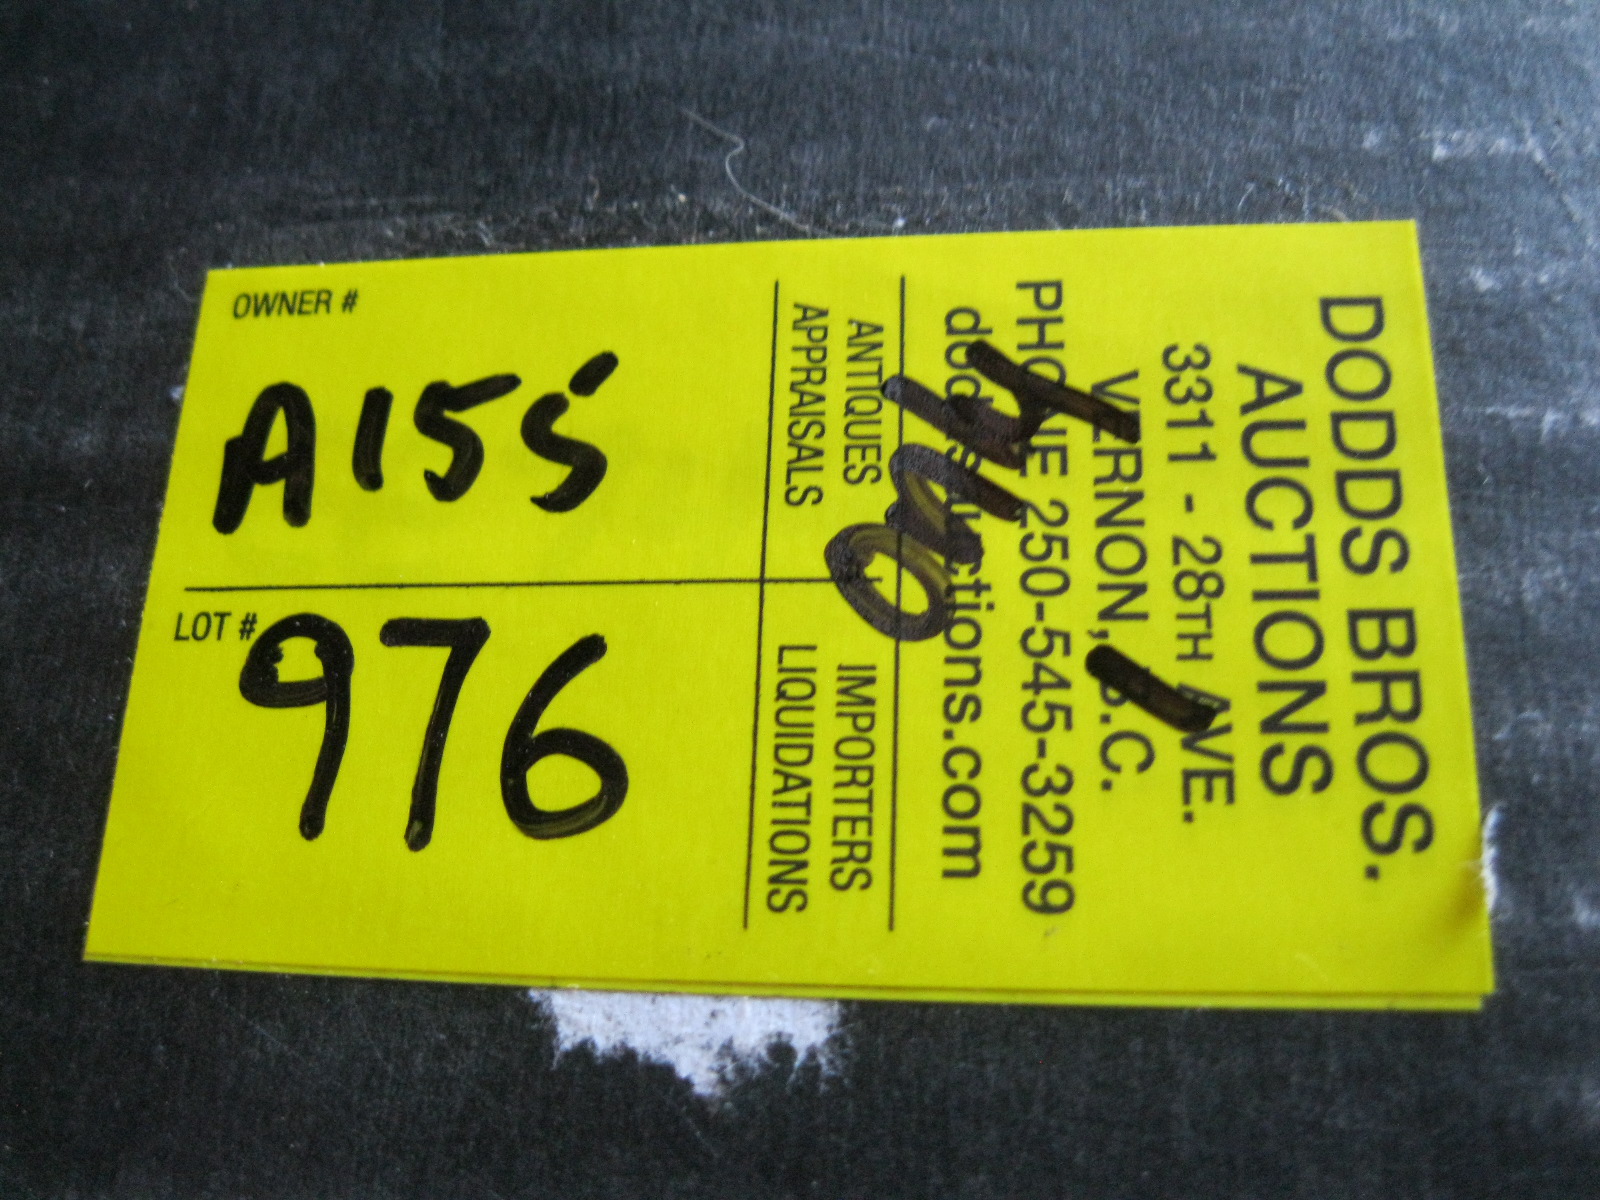 OWNER #
A155
LOT #
976
DODDS BROS.
AUCTIONS
3311 - 28TH AVE.
VERNON, B.C.
PHONE 250-545-3259
doddsauctions.com
ANTIQUES
APPRAISALS
IMPORTERS
LIQUIDATIONS